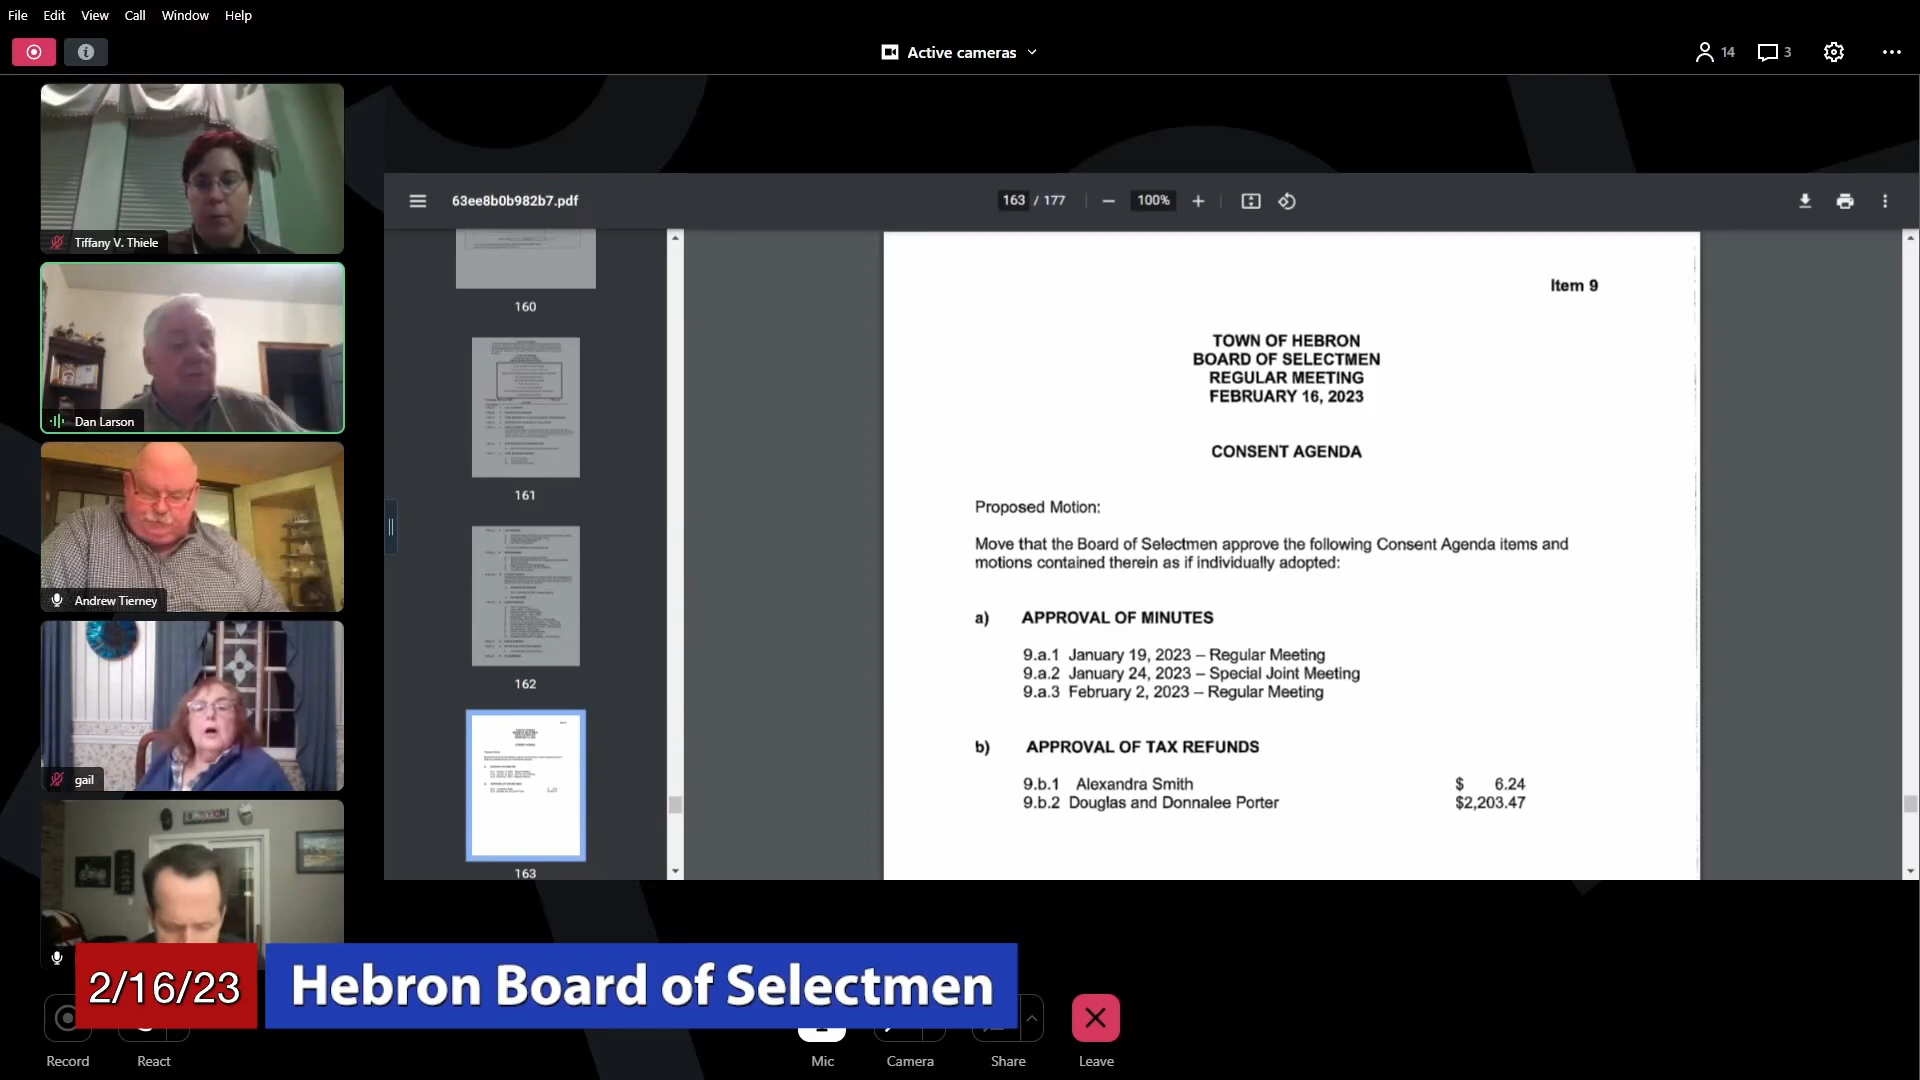 File Edit View Call Window Help
Active cameras
14
3
Tiffany V. Thiele
Dan Larson
Andrew Tierney
gail
63ee8b0b982b7.pdf
163 / 177
100%
160
161
162
163
Item 9
TOWN OF HEBRON
BOARD OF SELECTMEN
REGULAR MEETING
FEBRUARY 16, 2023
CONSENT AGENDA
Proposed Motion:
Move that the Board of Selectmen approve the following Consent Agenda items and
motions contained therein as if individually adopted:
a) APPROVAL OF MINUTES
9.a.1 January 19, 2023 – Regular Meeting
9.a.2 January 24, 2023 – Special Joint Meeting
9.a.3 February 2, 2023 – Regular Meeting
b) APPROVAL OF TAX REFUNDS
9.b.1 Alexandra Smith $ 6.24
9.b.2 Douglas and Donnalee Porter $2,203.47
2/16/23 Hebron Board of Selectmen
Record React Mic Camera Share Leave